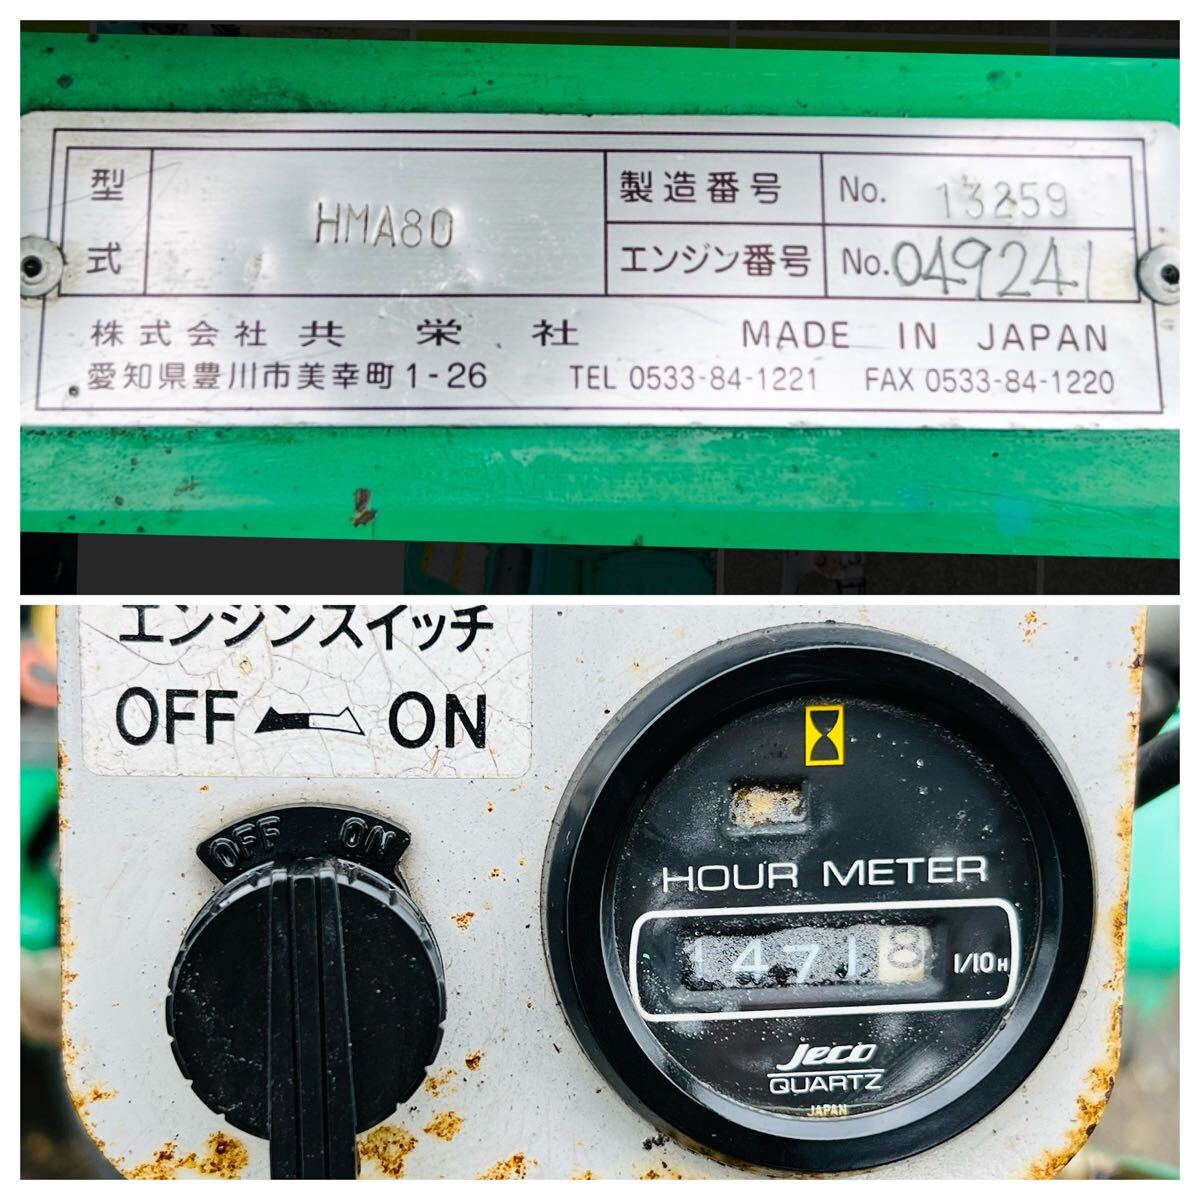 型式 HMA80 製造番号 No. 13259
エンジン番号 No. 049241
株式会社 共栄社 MADE IN JAPAN
愛知県豊川市美幸町1-26 TEL 0533-84-1221 FAX 0533-84-1220
エンジンスイッチ
OFF ON
OFF ON
HOUR METER
14718 1/10H
Jeco
QUARTZ
JAPAN